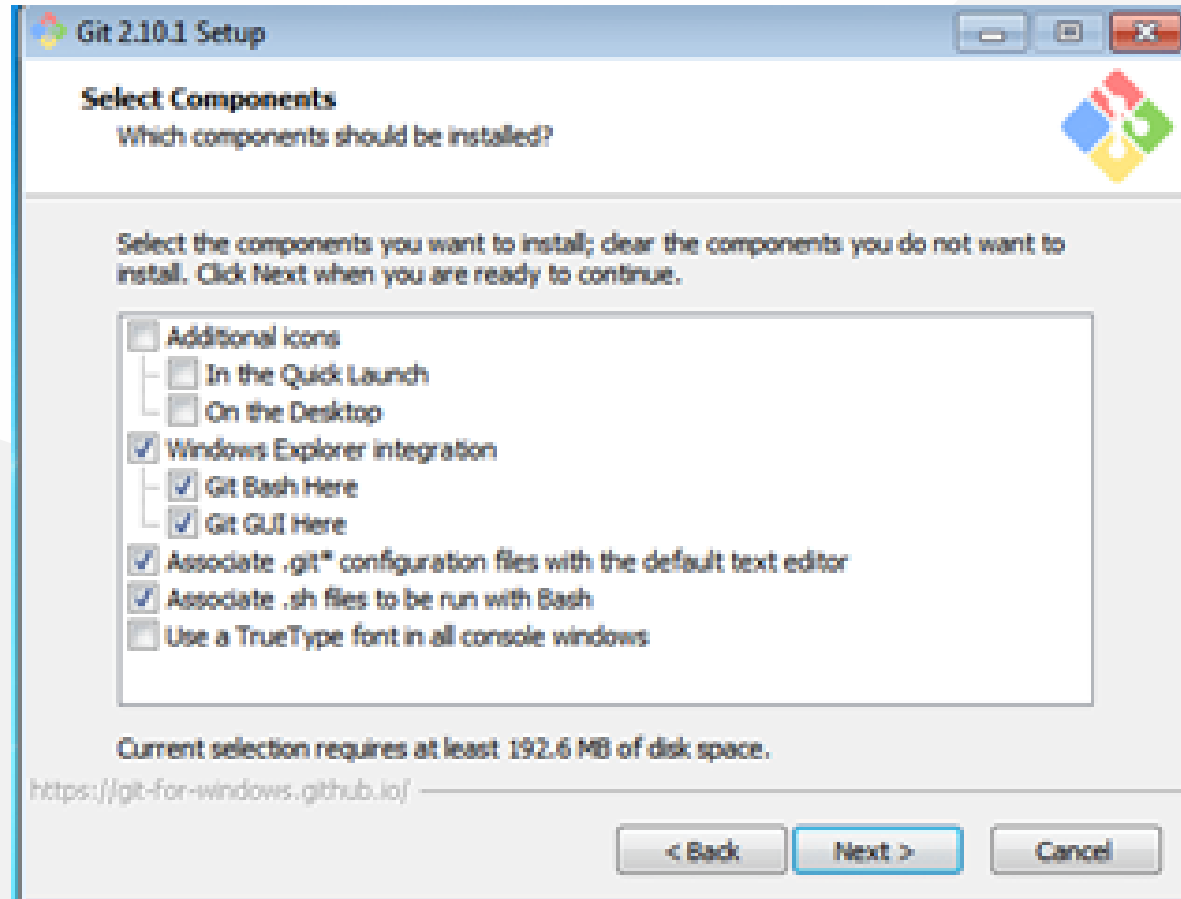 Git 2.10.1 Setup
Select Components
Which components should be installed?
Select the components you want to install; clear the components you do not want to
install. Click Next when you are ready to continue.
Additional icons
In the Quick Launch
On the Desktop
Windows Explorer integration
Git Bash Here
Git GUI Here
Associate .git* configuration files with the default text editor
Associate .sh files to be run with Bash
Use a TrueType font in all console windows
Current selection requires at least 192.6 MB of disk space.
https://git-for-windows.github.io/
< Back Next > Cancel